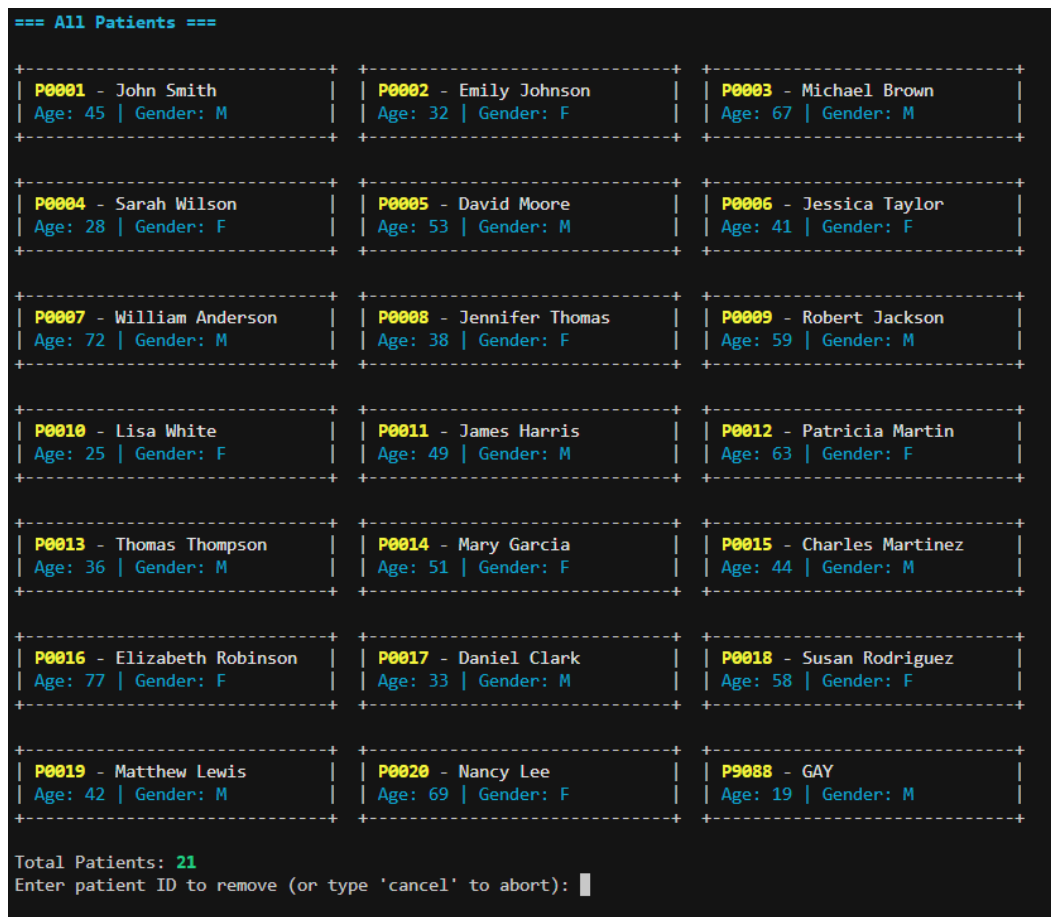 === All Patients ===
+------------------------------+  +------------------------------+  +------------------------------+
| P0001 - John Smith           |  | P0002 - Emily Johnson        |  | P0003 - Michael Brown        |
| Age: 45 | Gender: M          |  | Age: 32 | Gender: F          |  | Age: 67 | Gender: M          |
+------------------------------+  +------------------------------+  +------------------------------+
+------------------------------+  +------------------------------+  +------------------------------+
| P0004 - Sarah Wilson         |  | P0005 - David Moore          |  | P0006 - Jessica Taylor       |
| Age: 28 | Gender: F          |  | Age: 53 | Gender: M          |  | Age: 41 | Gender: F          |
+------------------------------+  +------------------------------+  +------------------------------+
+------------------------------+  +------------------------------+  +------------------------------+
| P0007 - William Anderson     |  | P0008 - Jennifer Thomas      |  | P0009 - Robert Jackson       |
| Age: 72 | Gender: M          |  | Age: 38 | Gender: F          |  | Age: 59 | Gender: M          |
+------------------------------+  +------------------------------+  +------------------------------+
+------------------------------+  +------------------------------+  +------------------------------+
| P0010 - Lisa White           |  | P0011 - James Harris         |  | P0012 - Patricia Martin      |
| Age: 25 | Gender: F          |  | Age: 49 | Gender: M          |  | Age: 63 | Gender: F          |
+------------------------------+  +------------------------------+  +------------------------------+
+------------------------------+  +------------------------------+  +------------------------------+
| P0013 - Thomas Thompson      |  | P0014 - Mary Garcia          |  | P0015 - Charles Martinez     |
| Age: 36 | Gender: M          |  | Age: 51 | Gender: F          |  | Age: 44 | Gender: M          |
+------------------------------+  +------------------------------+  +------------------------------+
+------------------------------+  +------------------------------+  +------------------------------+
| P0016 - Elizabeth Robinson   |  | P0017 - Daniel Clark         |  | P0018 - Susan Rodriguez      |
| Age: 77 | Gender: F          |  | Age: 33 | Gender: M          |  | Age: 58 | Gender: F          |
+------------------------------+  +------------------------------+  +------------------------------+
+------------------------------+  +------------------------------+  +------------------------------+
| P0019 - Matthew Lewis        |  | P0020 - Nancy Lee            |  | P9088 - GAY                  |
| Age: 42 | Gender: M          |  | Age: 69 | Gender: F          |  | Age: 19 | Gender: M          |
+------------------------------+  +------------------------------+  +------------------------------+
Total Patients: 21
Enter patient ID to remove (or type 'cancel' to abort):